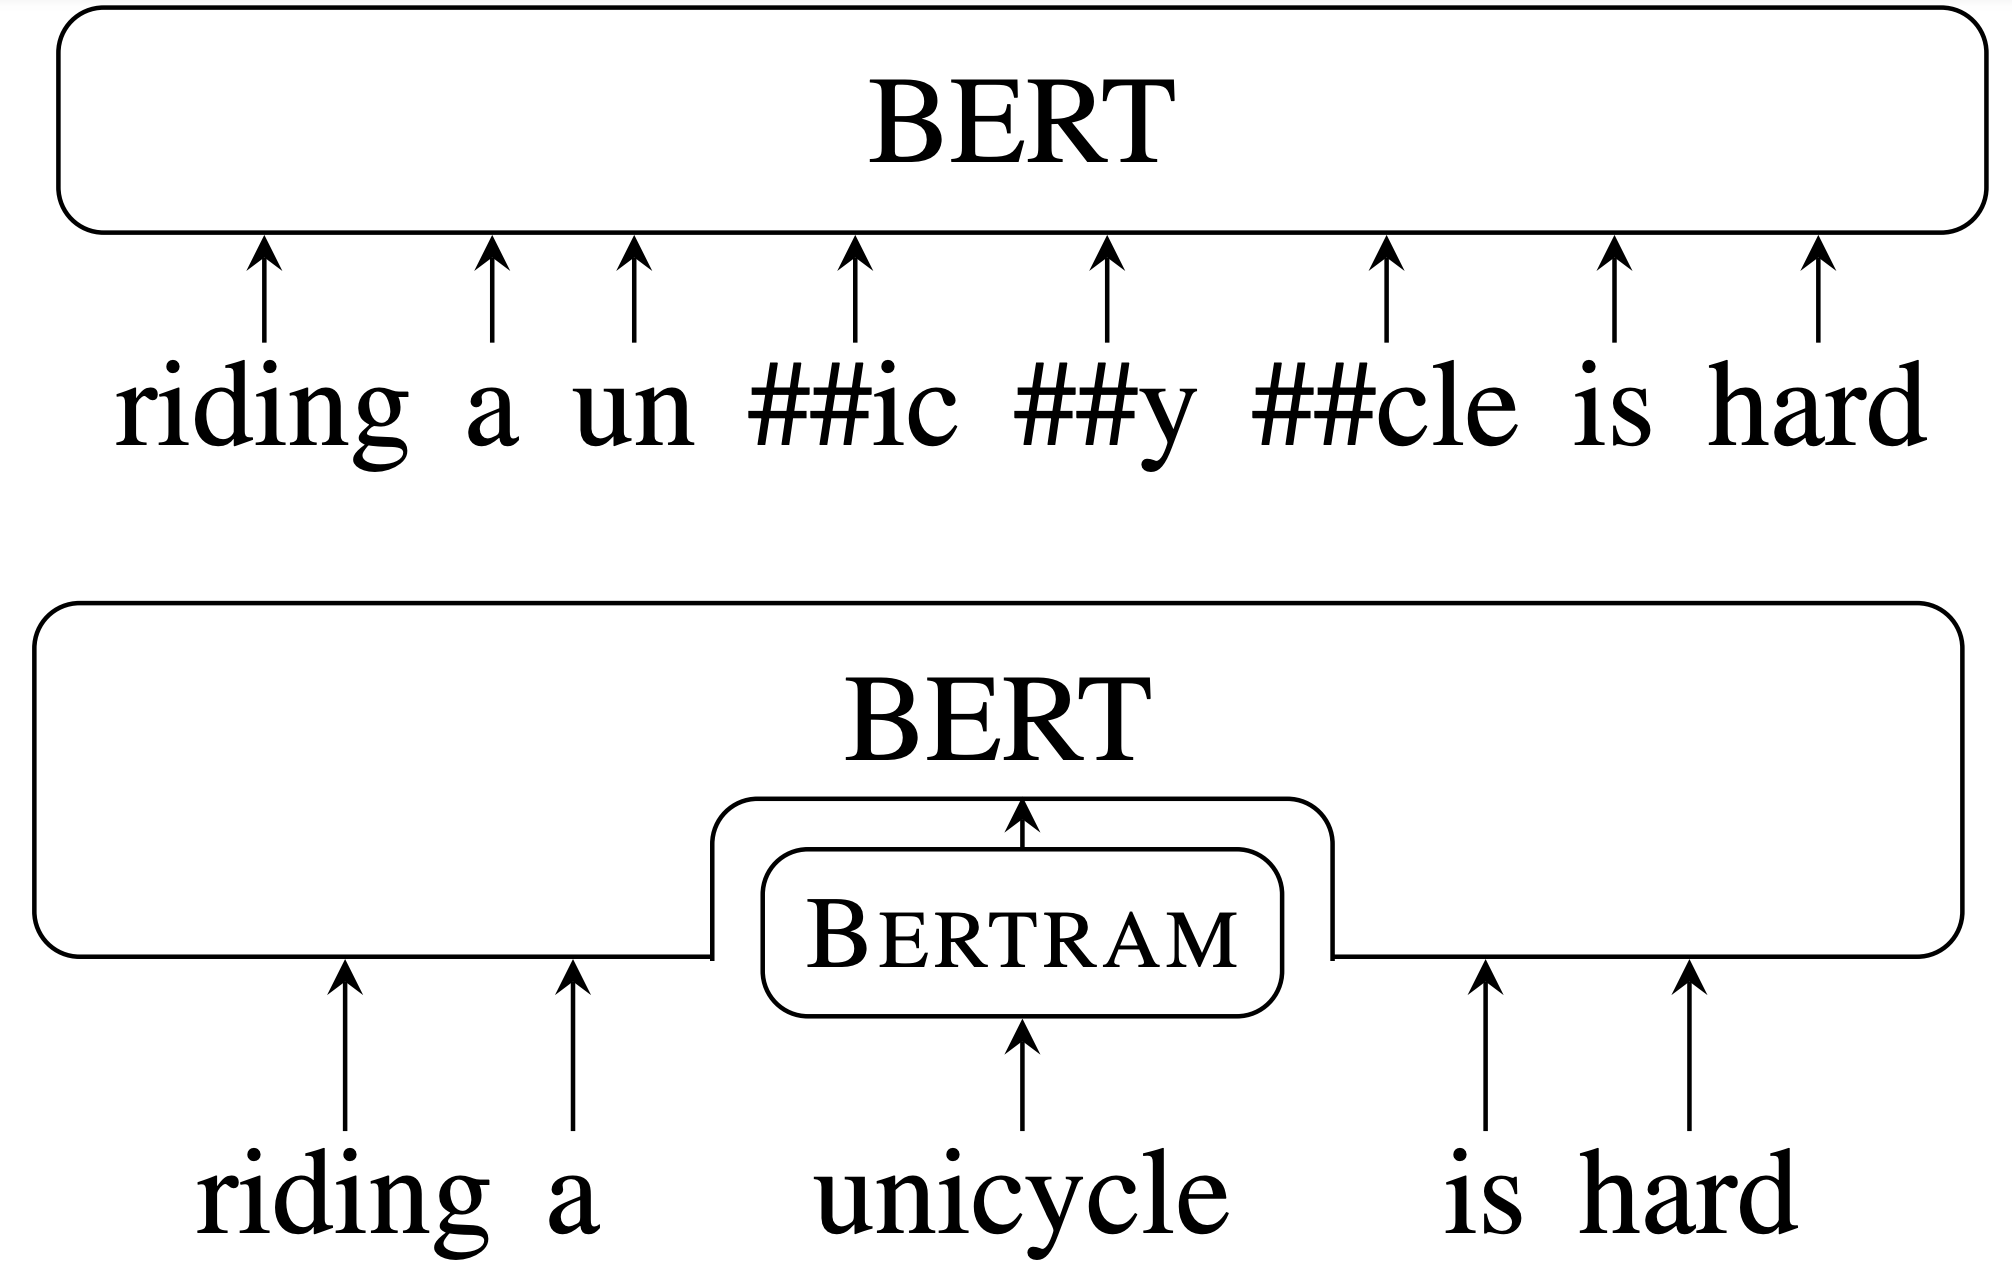 BERT
riding a un ##ic ##y ##cle is hard
BERT
BERTRAM
riding a unicycle is hard